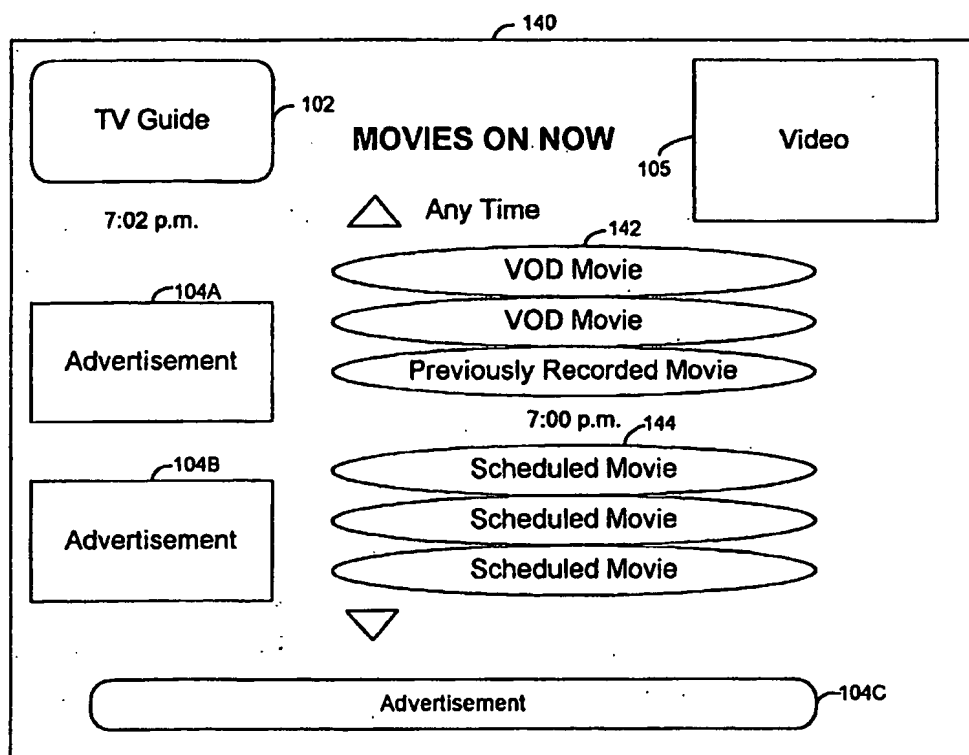 140
TV Guide
102
MOVIES ON NOW
105
Video
7:02 p.m.
Any Time
142
VOD Movie
VOD Movie
Previously Recorded Movie
104A
Advertisement
7:00 p.m.
144
Scheduled Movie
Scheduled Movie
Scheduled Movie
104B
Advertisement
Advertisement
104C